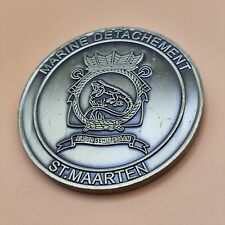 MARINE DETACHEMENT
ST. MAARTEN